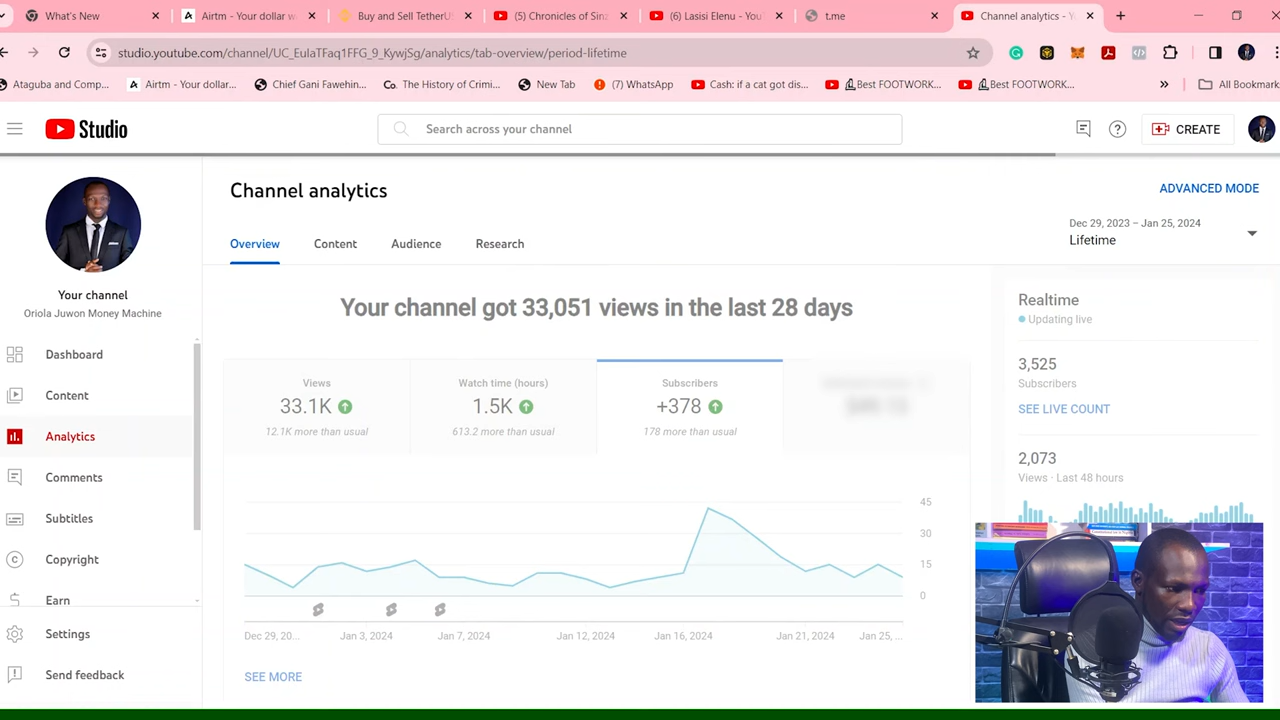 What's New
Airtm - Your dollar w
Buy and Sell TetherUS
(5) Chronicles of Sinz
(6) Lasisi Elenu - You
t.me
Channel analytics - Y
studio.youtube.com/channel/UC_EuIaTFaq1FFG_9_KywjSq/analytics/tab-overview/period-lifetime
Ataguba and Comp...
Airtm - Your dollar...
Chief Gani Fawehin...
Co. The History of Crimi...
New Tab
(7) WhatsApp
Cash: if a cat got dis...
Best FOOTWORK...
Best FOOTWORK...
»
All Bookmark
Studio
Search across your channel
CREATE
Channel analytics
ADVANCED MODE
Dec 29, 2023 – Jan 25, 2024
Lifetime
Overview
Content
Audience
Research
Your channel
Oriola Juwon Money Machine
Dashboard
Content
Analytics
Comments
Subtitles
Copyright
Earn
Settings
Send feedback
Your channel got 33,051 views in the last 28 days
Views
33.1K
12.1K more than usual
Watch time (hours)
1.5K
613.2 more than usual
Subscribers
+378
178 more than usual
45
30
15
0
Dec 29, 20...
Jan 3, 2024
Jan 7, 2024
Jan 12, 2024
Jan 16, 2024
Jan 21, 2024
Jan 25, ...
SEE MORE
Realtime
Updating live
3,525
Subscribers
SEE LIVE COUNT
2,073
Views · Last 48 hours